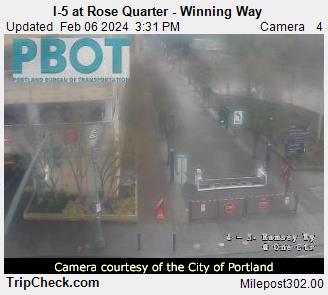 I-5 at Rose Quarter - Winning Way
Updated Feb 06 2024 3:31 PM Camera 4
PBOT
PORTLAND BUREAU OF TRANSPORTATION
Camera courtesy of the City of Portland
TripCheck.com Milepost302.00